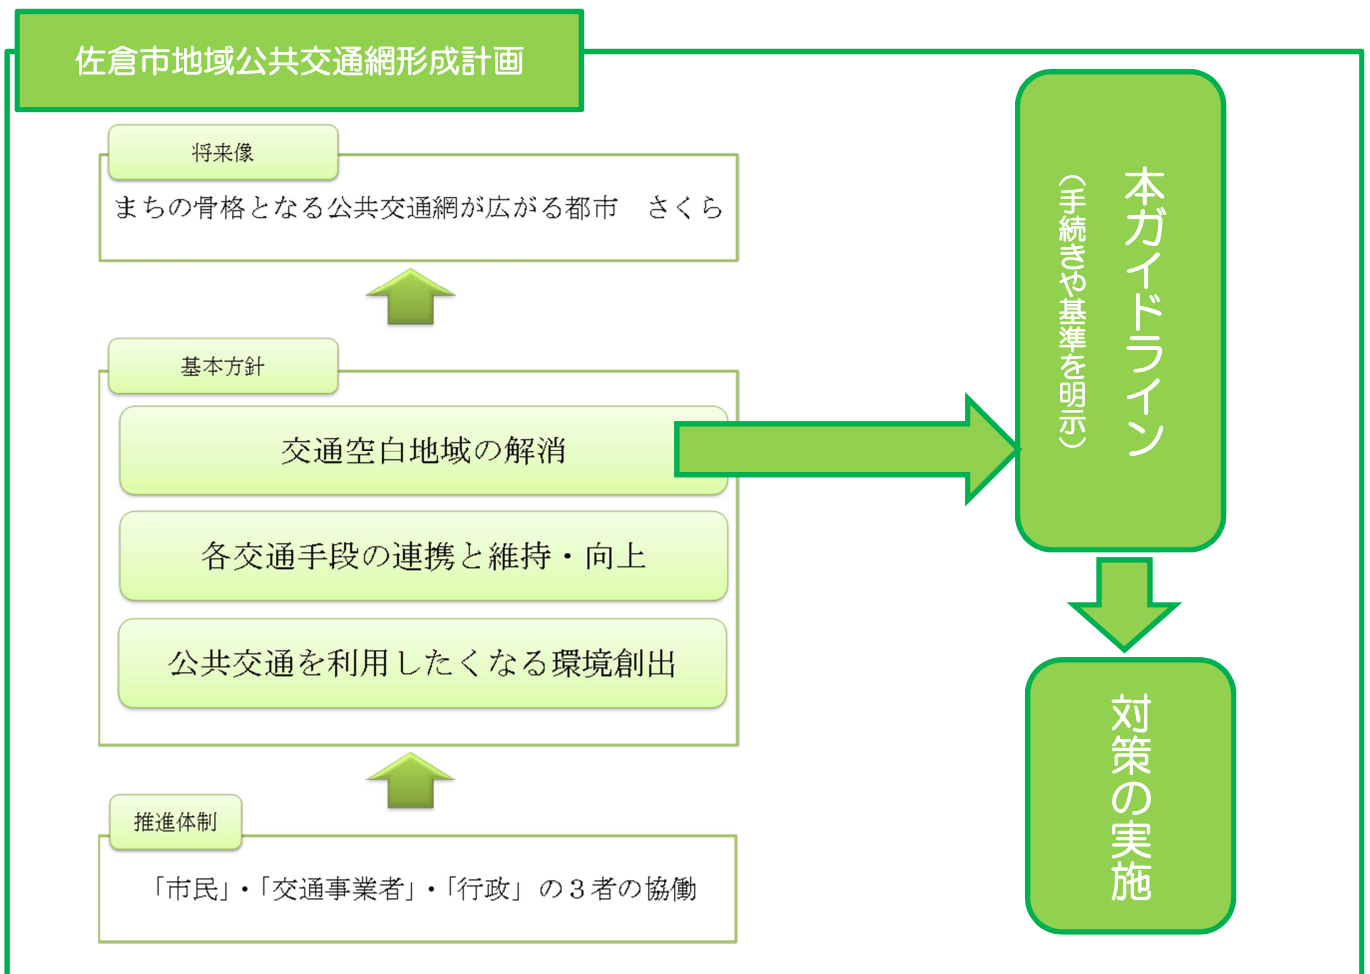 佐倉市地域公共交通網形成計画
将来像
まちの骨格となる公共交通網が広がる都市　さくら
基本方針
交通空白地域の解消
各交通手段の連携と維持・向上
公共交通を利用したくなる環境創出
推進体制
「市民」・「交通事業者」・「行政」の３者の協働
本ガイドライン
（手続きや基準を明示）
対策の実施